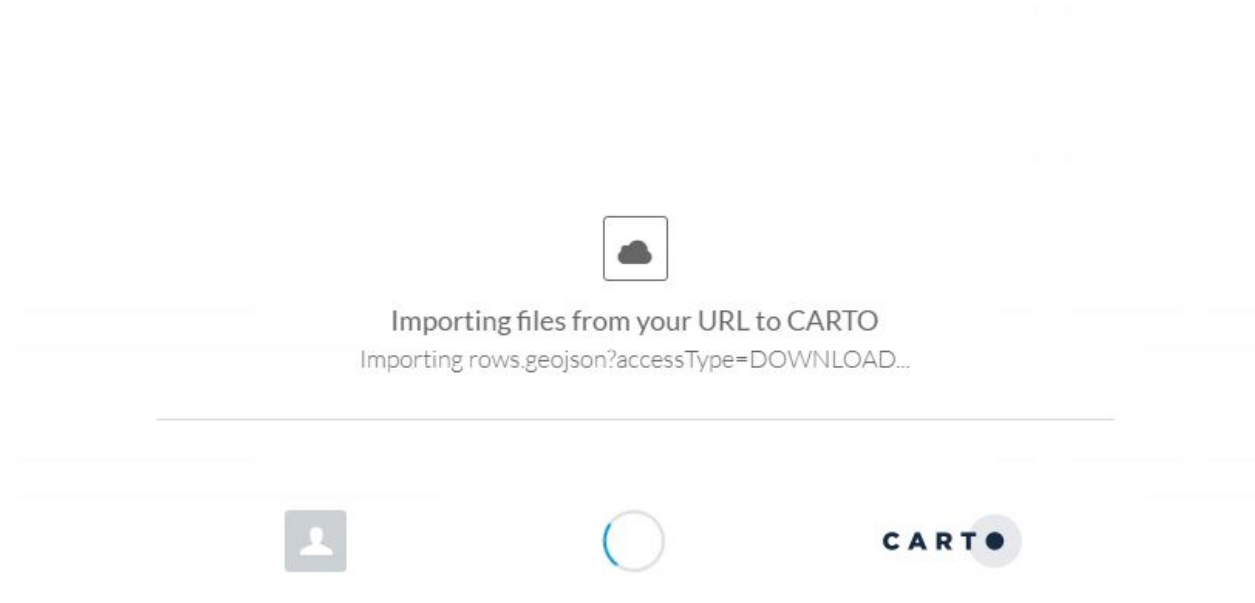 Importing files from your URL to CARTO
Importing rows.geojson?accessType=DOWNLOAD...
CARTO